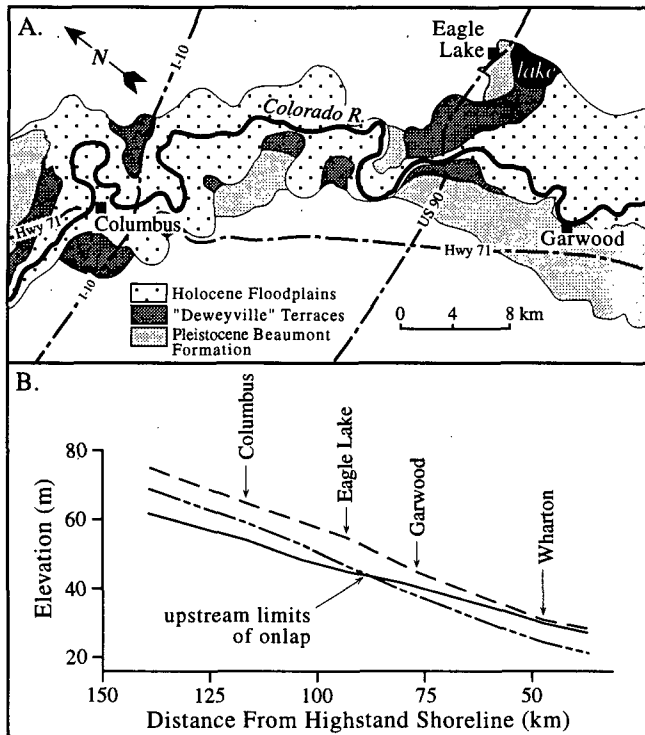 A.
N
I-10
Eagle
Lake
lake
Colorado R.
Hwy 71
Columbus
US 90
Garwood
Hwy 71
I-10
Holocene Floodplains
"Deweyville" Terraces
Pleistocene Beaumont
Formation
0 4 8 km
B.
Columbus
Eagle Lake
Garwood
Wharton
Elevation (m)
80
60
40
20
upstream limits
of onlap
150 125 100 75 50
Distance From Highstand Shoreline (km)